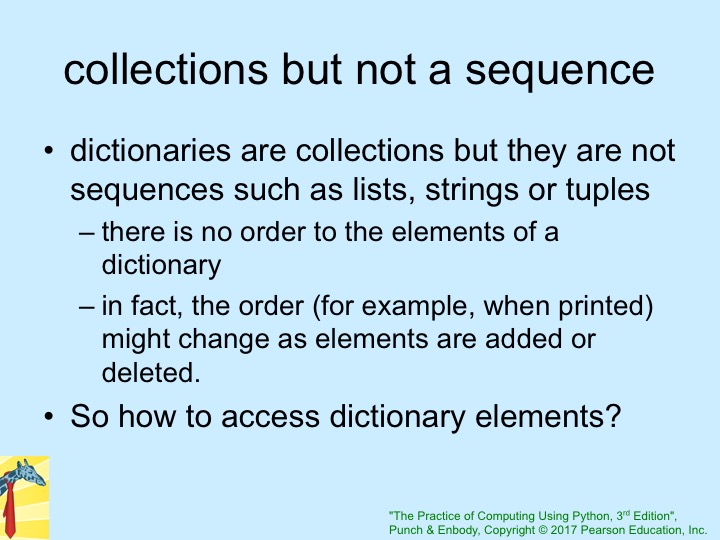 collections but not a sequence
• dictionaries are collections but they are not
sequences such as lists, strings or tuples
– there is no order to the elements of a
dictionary
– in fact, the order (for example, when printed)
might change as elements are added or
deleted.
• So how to access dictionary elements?
"The Practice of Computing Using Python, 3rd Edition",
Punch & Enbody, Copyright © 2017 Pearson Education, Inc.